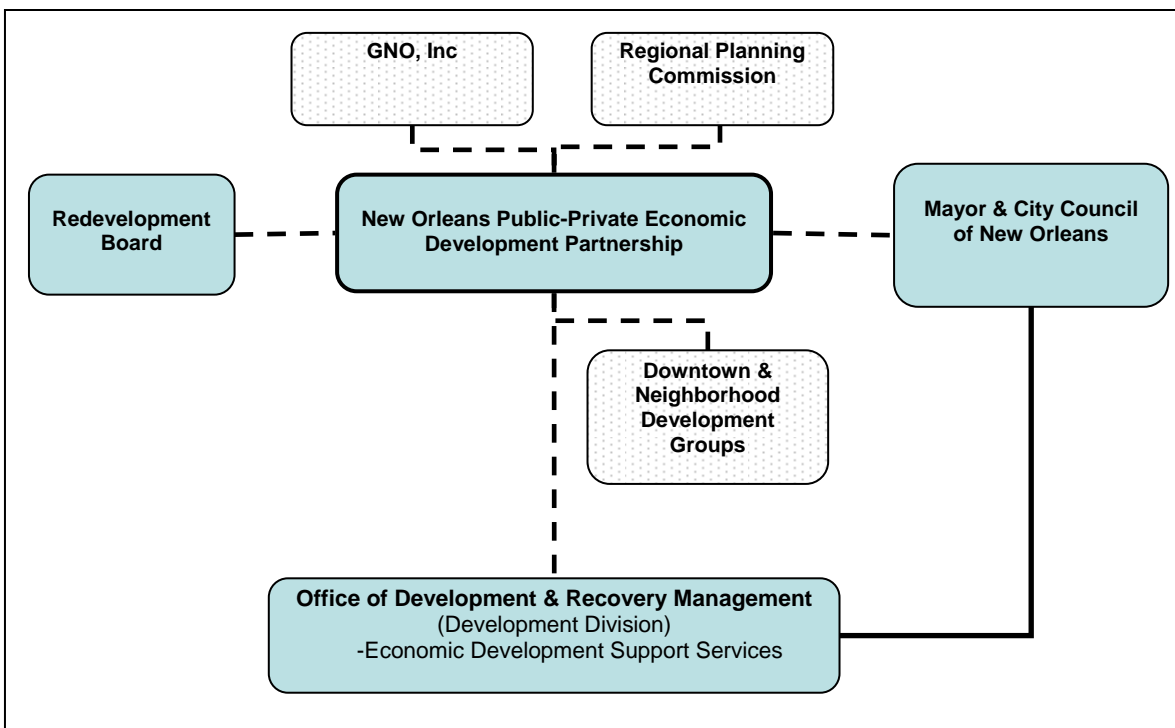 GNO, Inc
Regional Planning
Commission
Redevelopment
Board
New Orleans Public-Private Economic
Development Partnership
Mayor & City Council
of New Orleans
Downtown &
Neighborhood
Development
Groups
Office of Development & Recovery Management
(Development Division)
-Economic Development Support Services